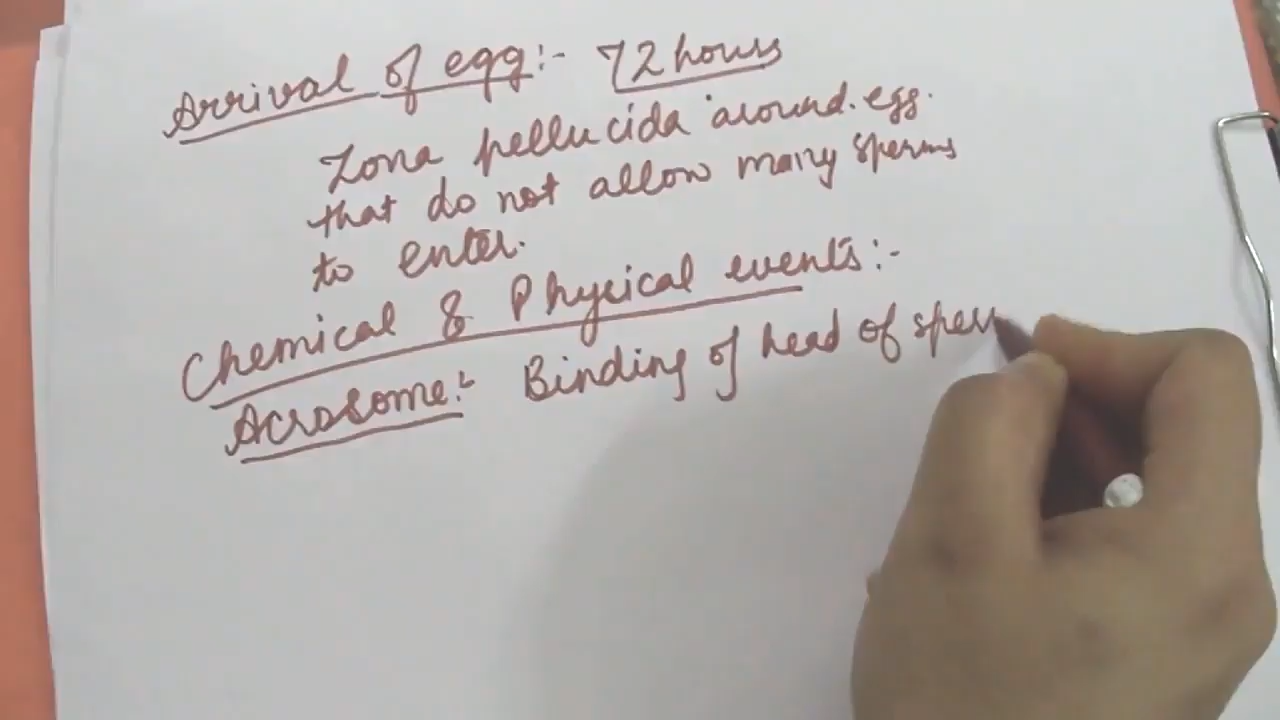 Arrival of egg:- 72 hours
Zona pellucida around egg.
that do not allow many sperms
to enter.
Chemical & Physical events:-
Acrosome:- Binding of head of sper